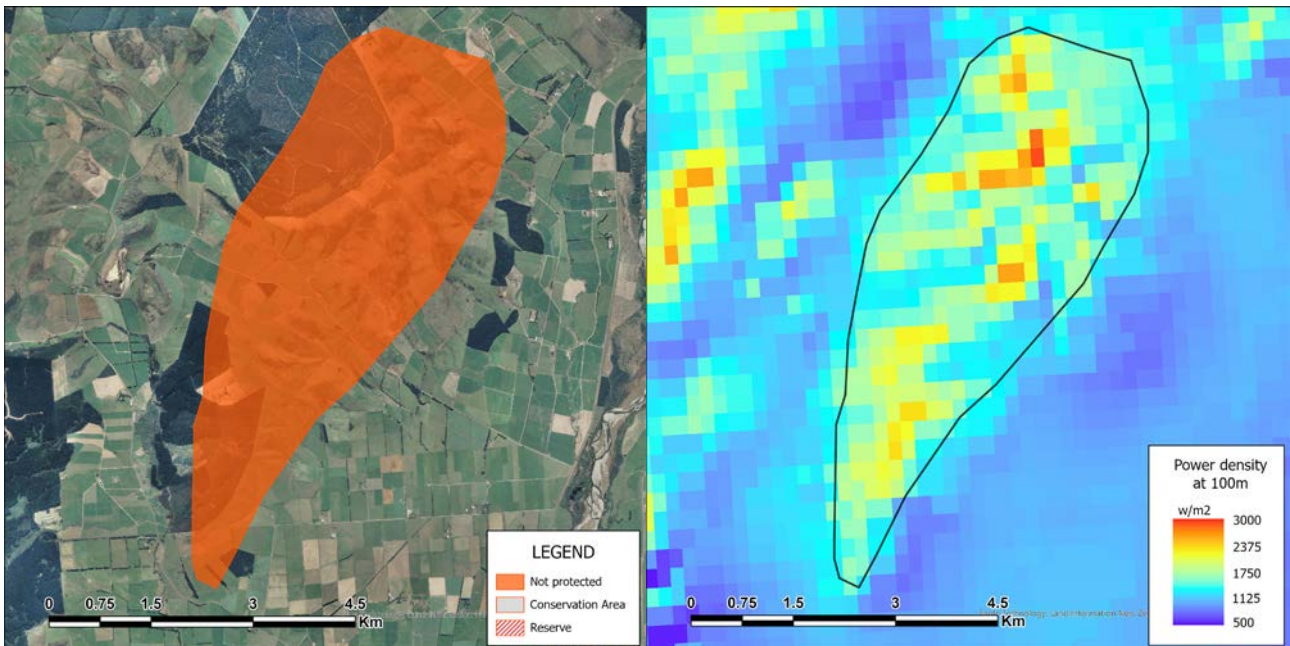 LEGEND
Not protected
Conservation Area
Reserve
0 0.75 1.5 3 4.5
Km
Power density
at 100m
w/m2
3000
2375
1750
1125
500
0 0.75 1.5 3 4.5
Km